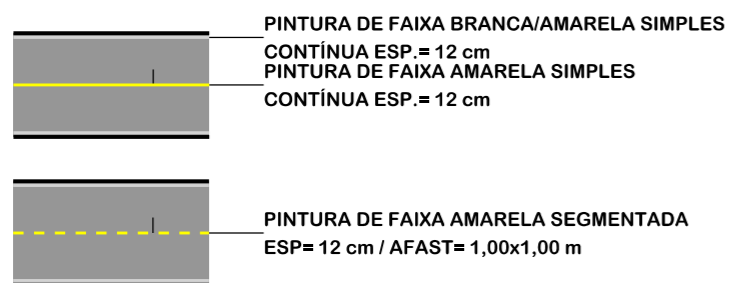 PINTURA DE FAIXA BRANCA/AMARELA SIMPLES
CONTÍNUA ESP.= 12 cm
PINTURA DE FAIXA AMARELA SIMPLES
CONTÍNUA ESP.= 12 cm
PINTURA DE FAIXA AMARELA SEGMENTADA
ESP= 12 cm / AFAST= 1,00x1,00 m